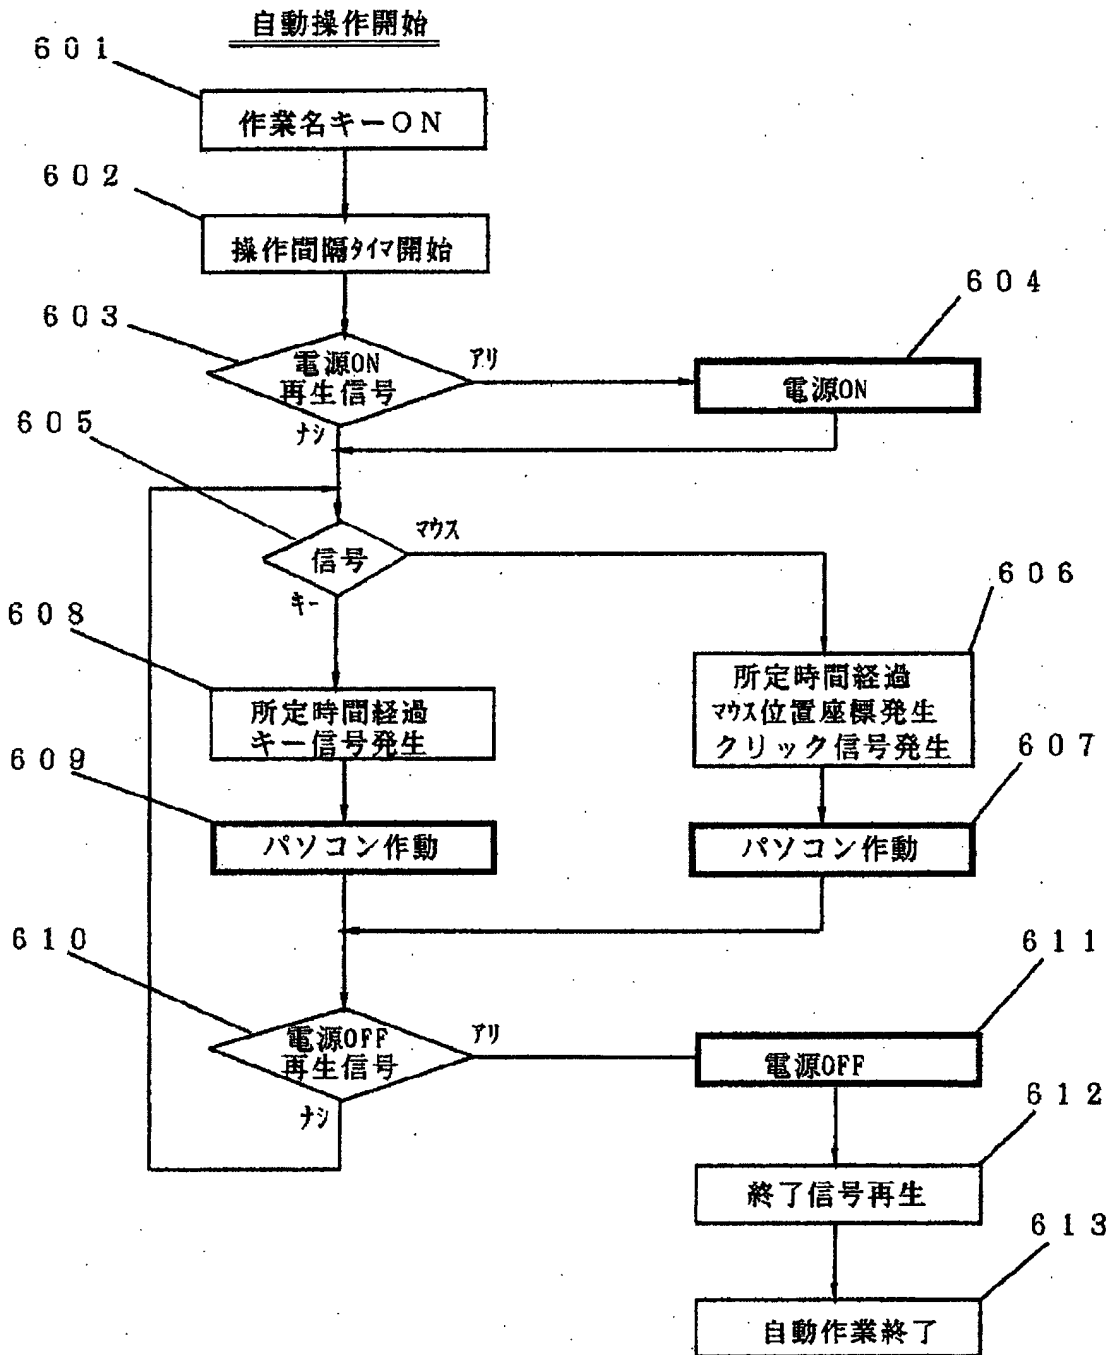 自動操作開始
601
作業名キーON
602
操作間隔タイマ開始
603
電源ON
再生信号
アリ
ナシ
604
電源ON
605
信号
マウス
キー
606
所定時間経過
マウス位置座標発生
クリック信号発生
608
所定時間経過
キー信号発生
607
パソコン作動
609
パソコン作動
610
電源OFF
再生信号
アリ
ナシ
611
電源OFF
612
終了信号再生
613
自動作業終了